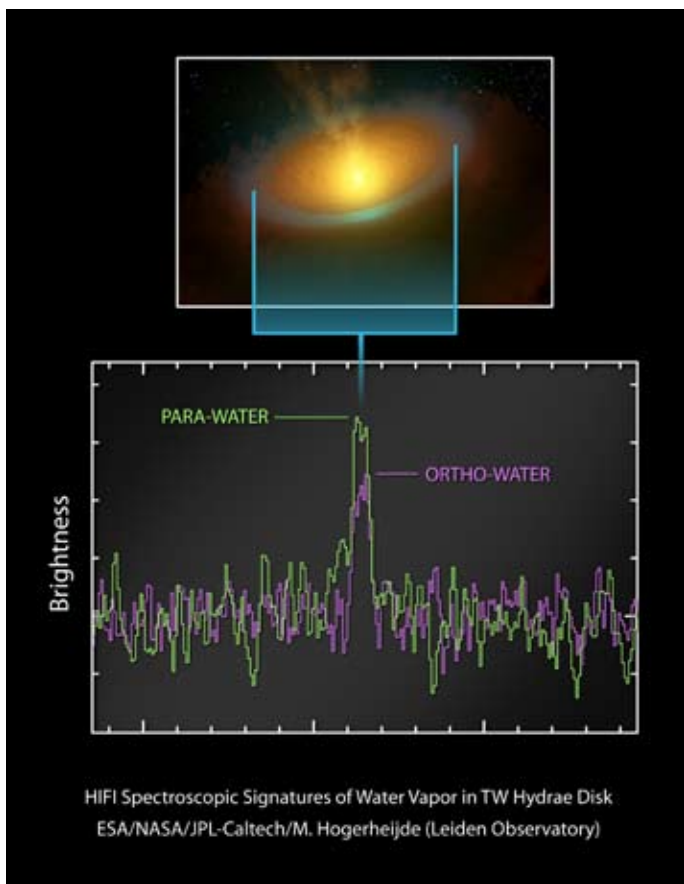 PARA-WATER
ORTHO-WATER
Brightness
HIFI Spectroscopic Signatures of Water Vapor in TW Hydrae Disk
ESA/NASA/JPL-Caltech/M. Hogerheijde (Leiden Observatory)